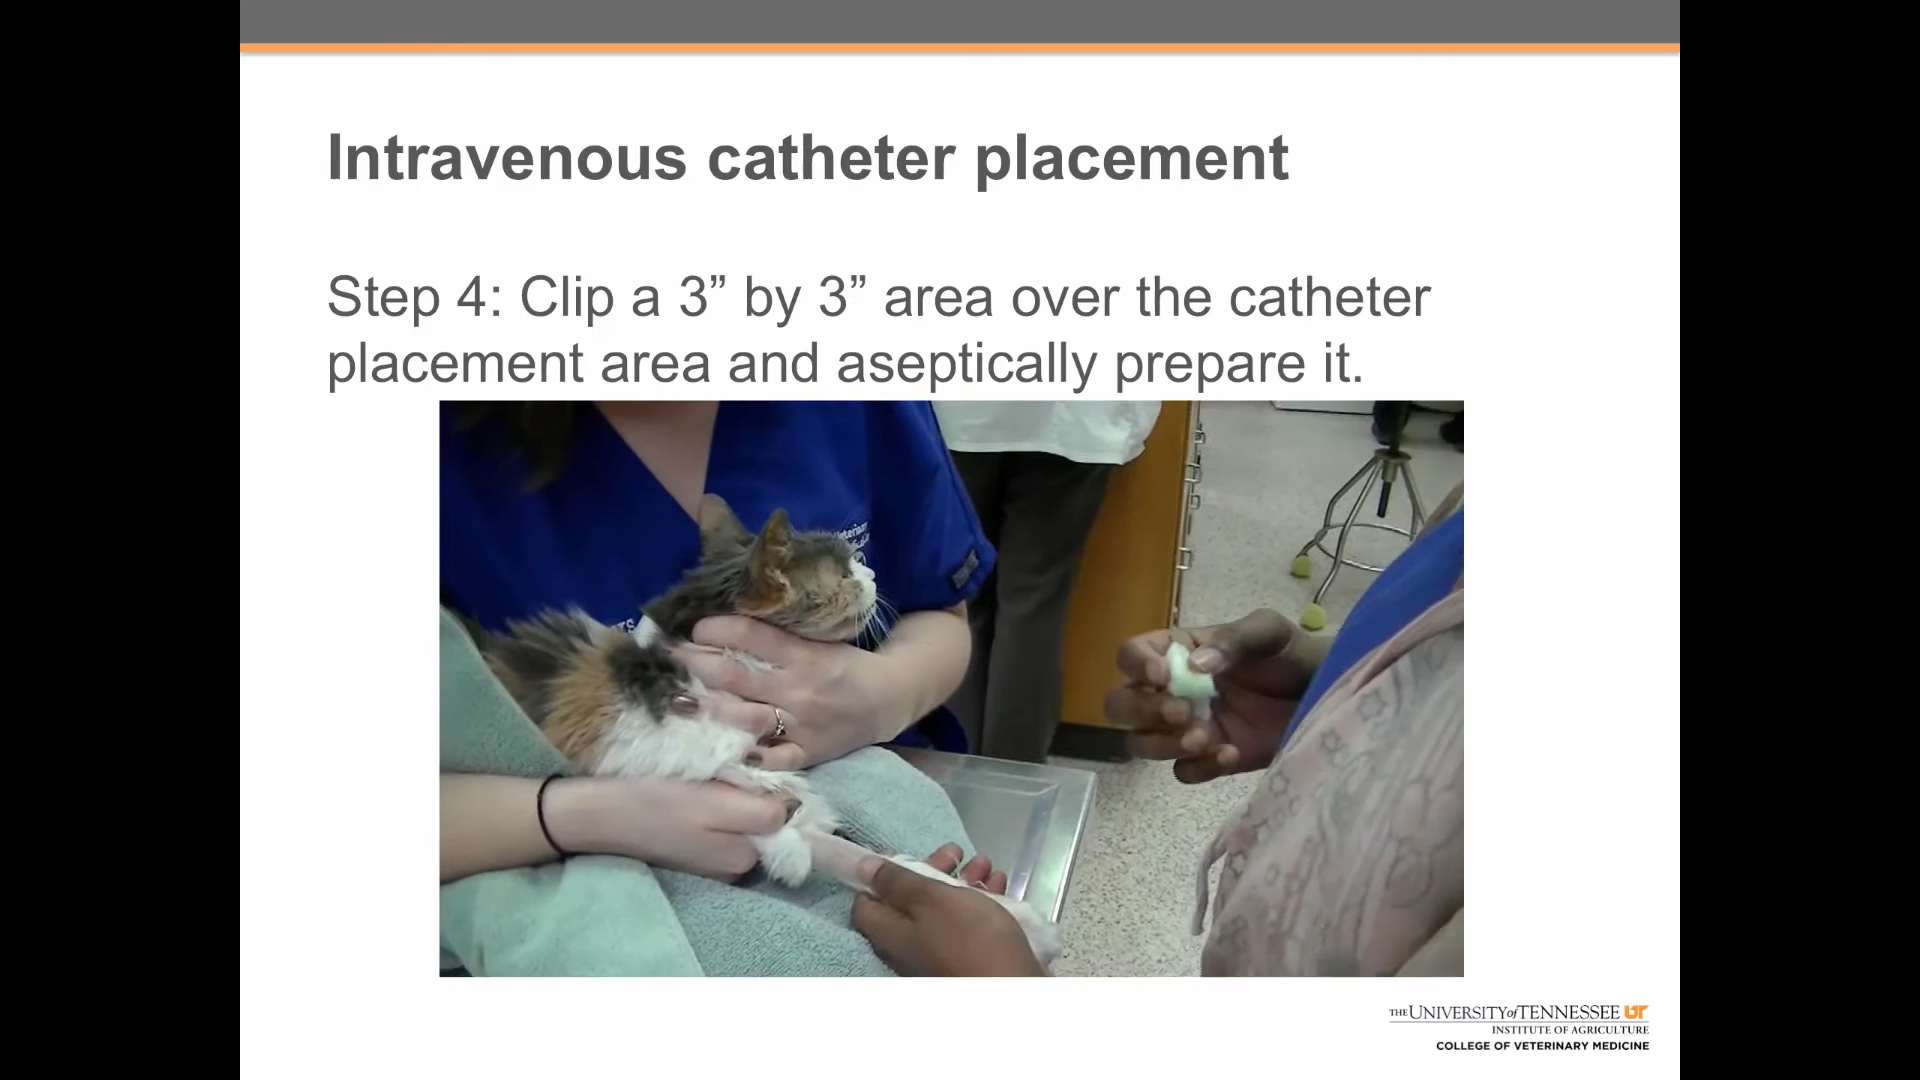 Intravenous catheter placement
Step 4: Clip a 3” by 3” area over the catheter
placement area and aseptically prepare it.
THE UNIVERSITY of TENNESSEE UT
INSTITUTE OF AGRICULTURE
COLLEGE OF VETERINARY MEDICINE